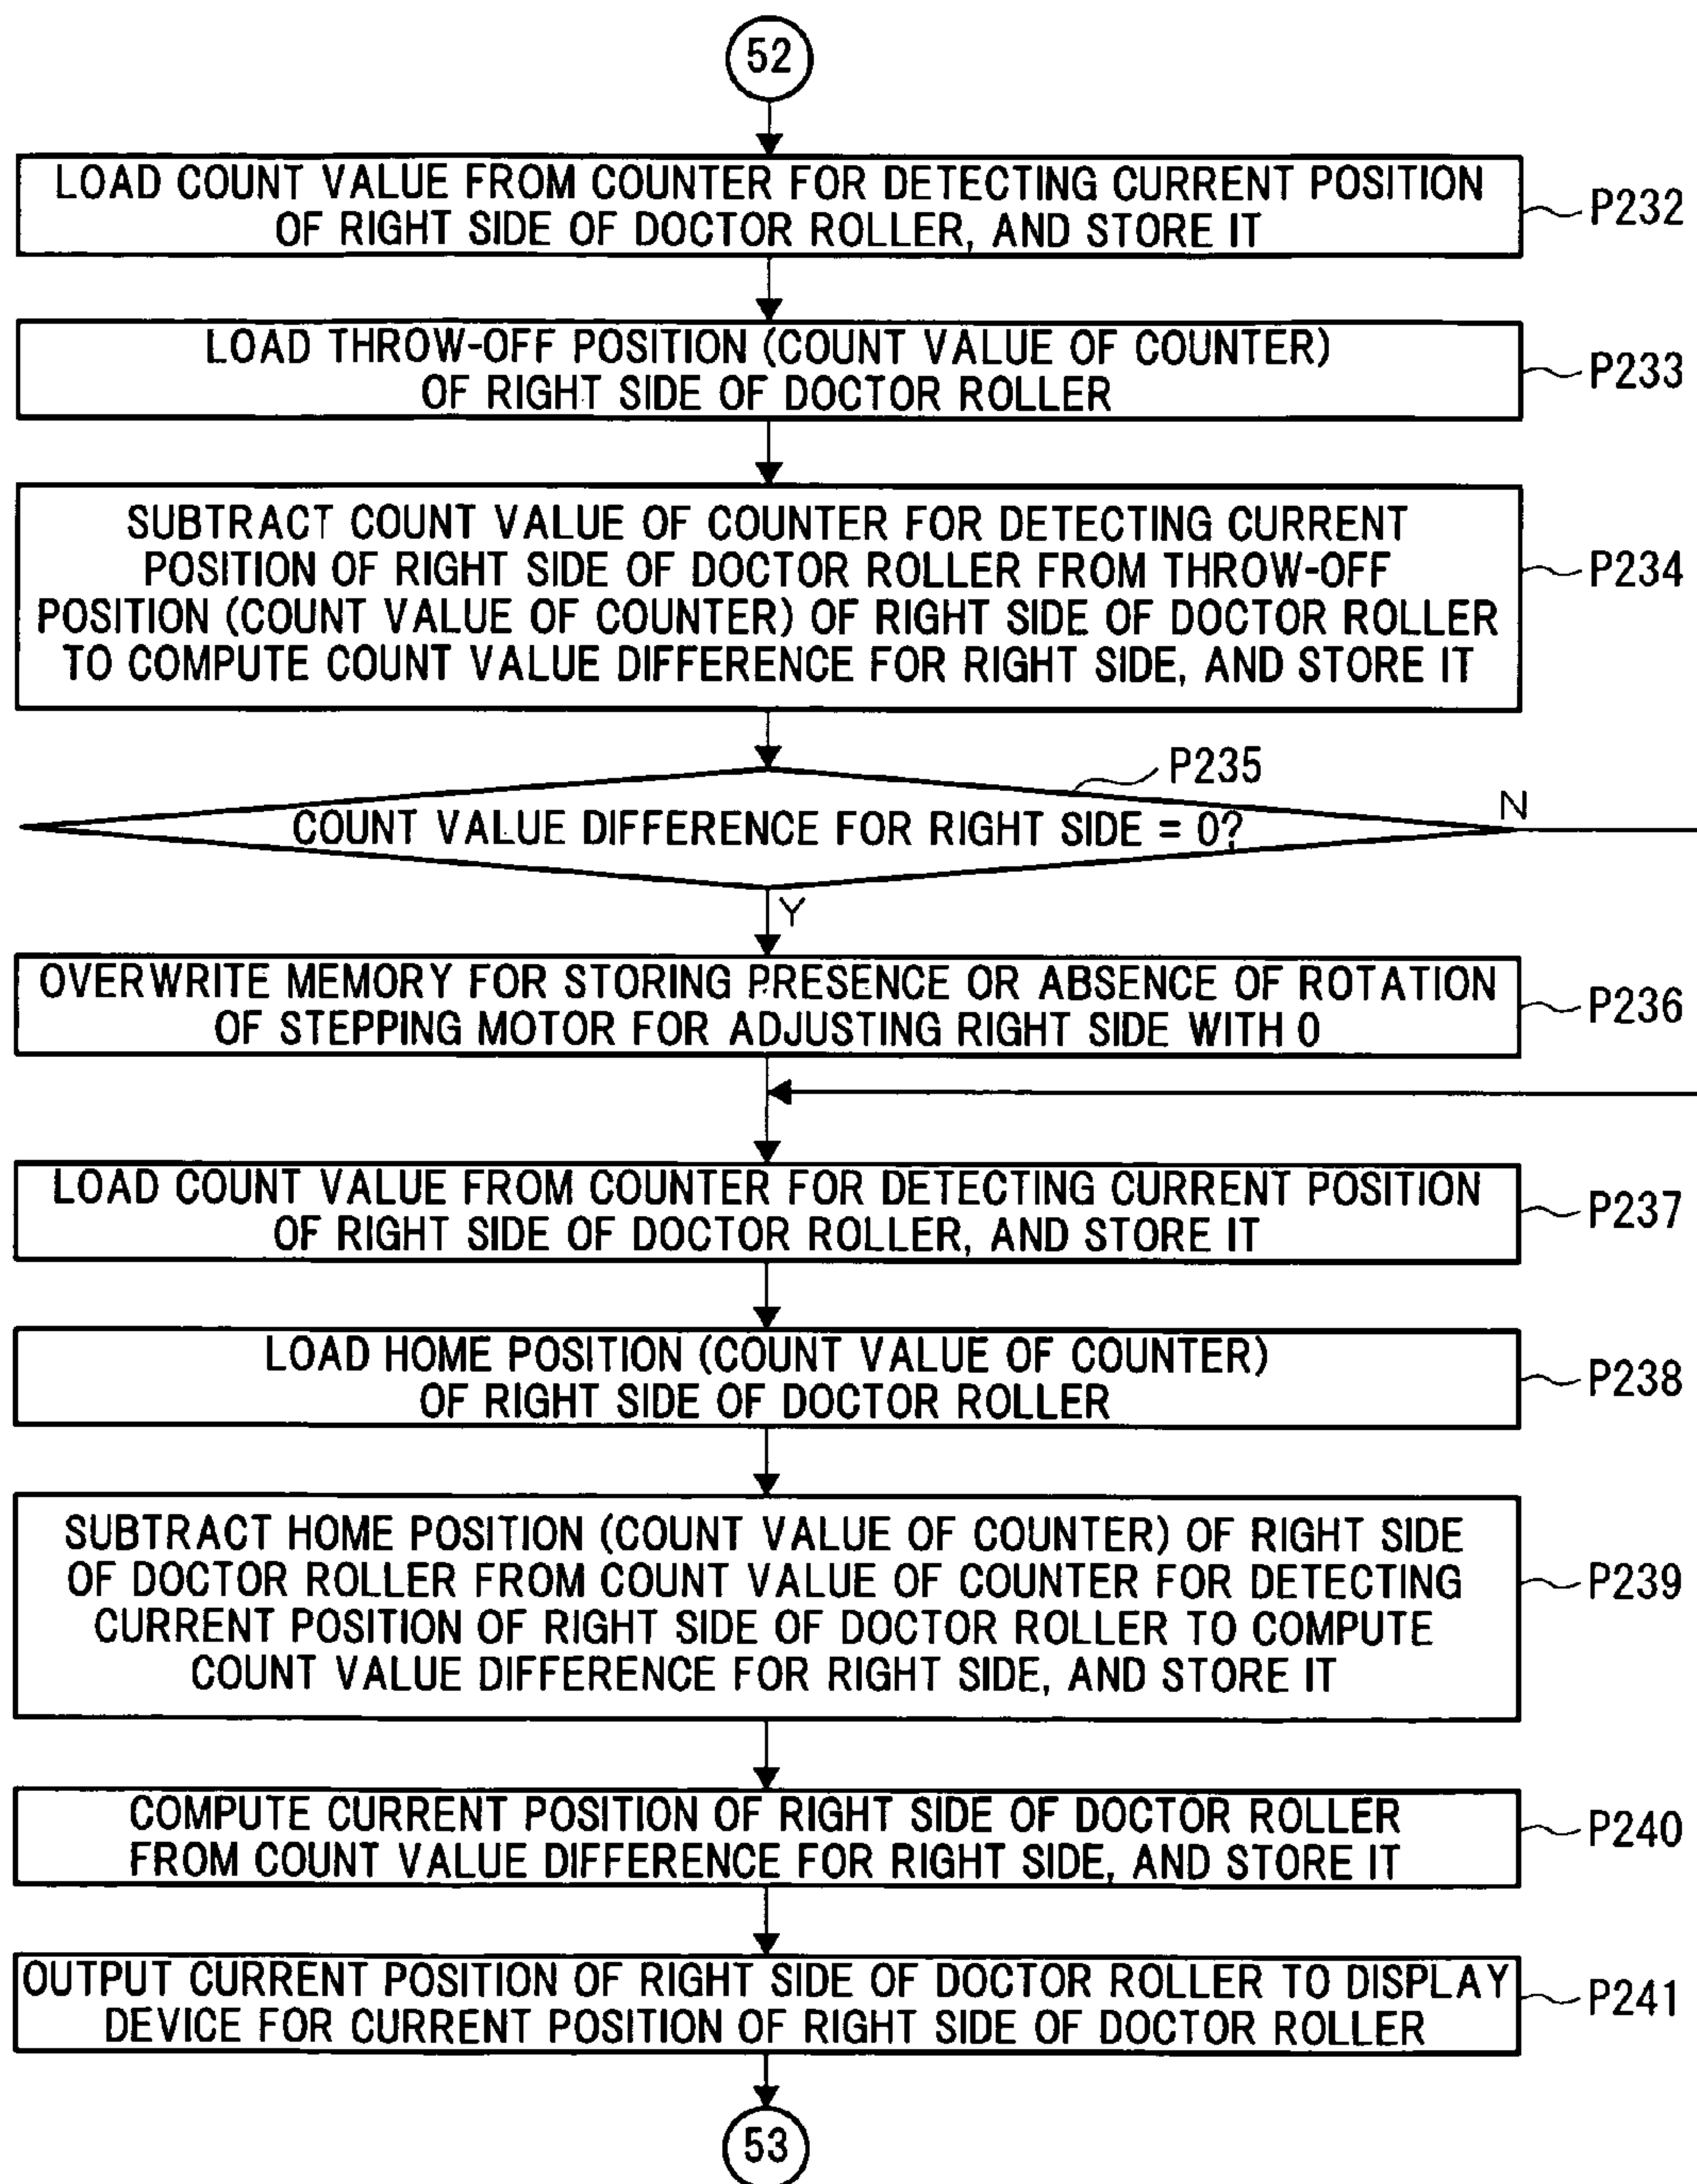 52
LOAD COUNT VALUE FROM COUNTER FOR DETECTING CURRENT POSITION
OF RIGHT SIDE OF DOCTOR ROLLER, AND STORE IT
P232
LOAD THROW-OFF POSITION (COUNT VALUE OF COUNTER)
OF RIGHT SIDE OF DOCTOR ROLLER
P233
SUBTRACT COUNT VALUE OF COUNTER FOR DETECTING CURRENT
POSITION OF RIGHT SIDE OF DOCTOR ROLLER FROM THROW-OFF
POSITION (COUNT VALUE OF COUNTER) OF RIGHT SIDE OF DOCTOR ROLLER
TO COMPUTE COUNT VALUE DIFFERENCE FOR RIGHT SIDE, AND STORE IT
P234
P235
COUNT VALUE DIFFERENCE FOR RIGHT SIDE = 0?
N
Y
OVERWRITE MEMORY FOR STORING PRESENCE OR ABSENCE OF ROTATION
OF STEPPING MOTOR FOR ADJUSTING RIGHT SIDE WITH 0
P236
LOAD COUNT VALUE FROM COUNTER FOR DETECTING CURRENT POSITION
OF RIGHT SIDE OF DOCTOR ROLLER, AND STORE IT
P237
LOAD HOME POSITION (COUNT VALUE OF COUNTER)
OF RIGHT SIDE OF DOCTOR ROLLER
P238
SUBTRACT HOME POSITION (COUNT VALUE OF COUNTER) OF RIGHT SIDE
OF DOCTOR ROLLER FROM COUNT VALUE OF COUNTER FOR DETECTING
CURRENT POSITION OF RIGHT SIDE OF DOCTOR ROLLER TO COMPUTE
COUNT VALUE DIFFERENCE FOR RIGHT SIDE, AND STORE IT
P239
COMPUTE CURRENT POSITION OF RIGHT SIDE OF DOCTOR ROLLER
FROM COUNT VALUE DIFFERENCE FOR RIGHT SIDE, AND STORE IT
P240
OUTPUT CURRENT POSITION OF RIGHT SIDE OF DOCTOR ROLLER TO DISPLAY
DEVICE FOR CURRENT POSITION OF RIGHT SIDE OF DOCTOR ROLLER
P241
53